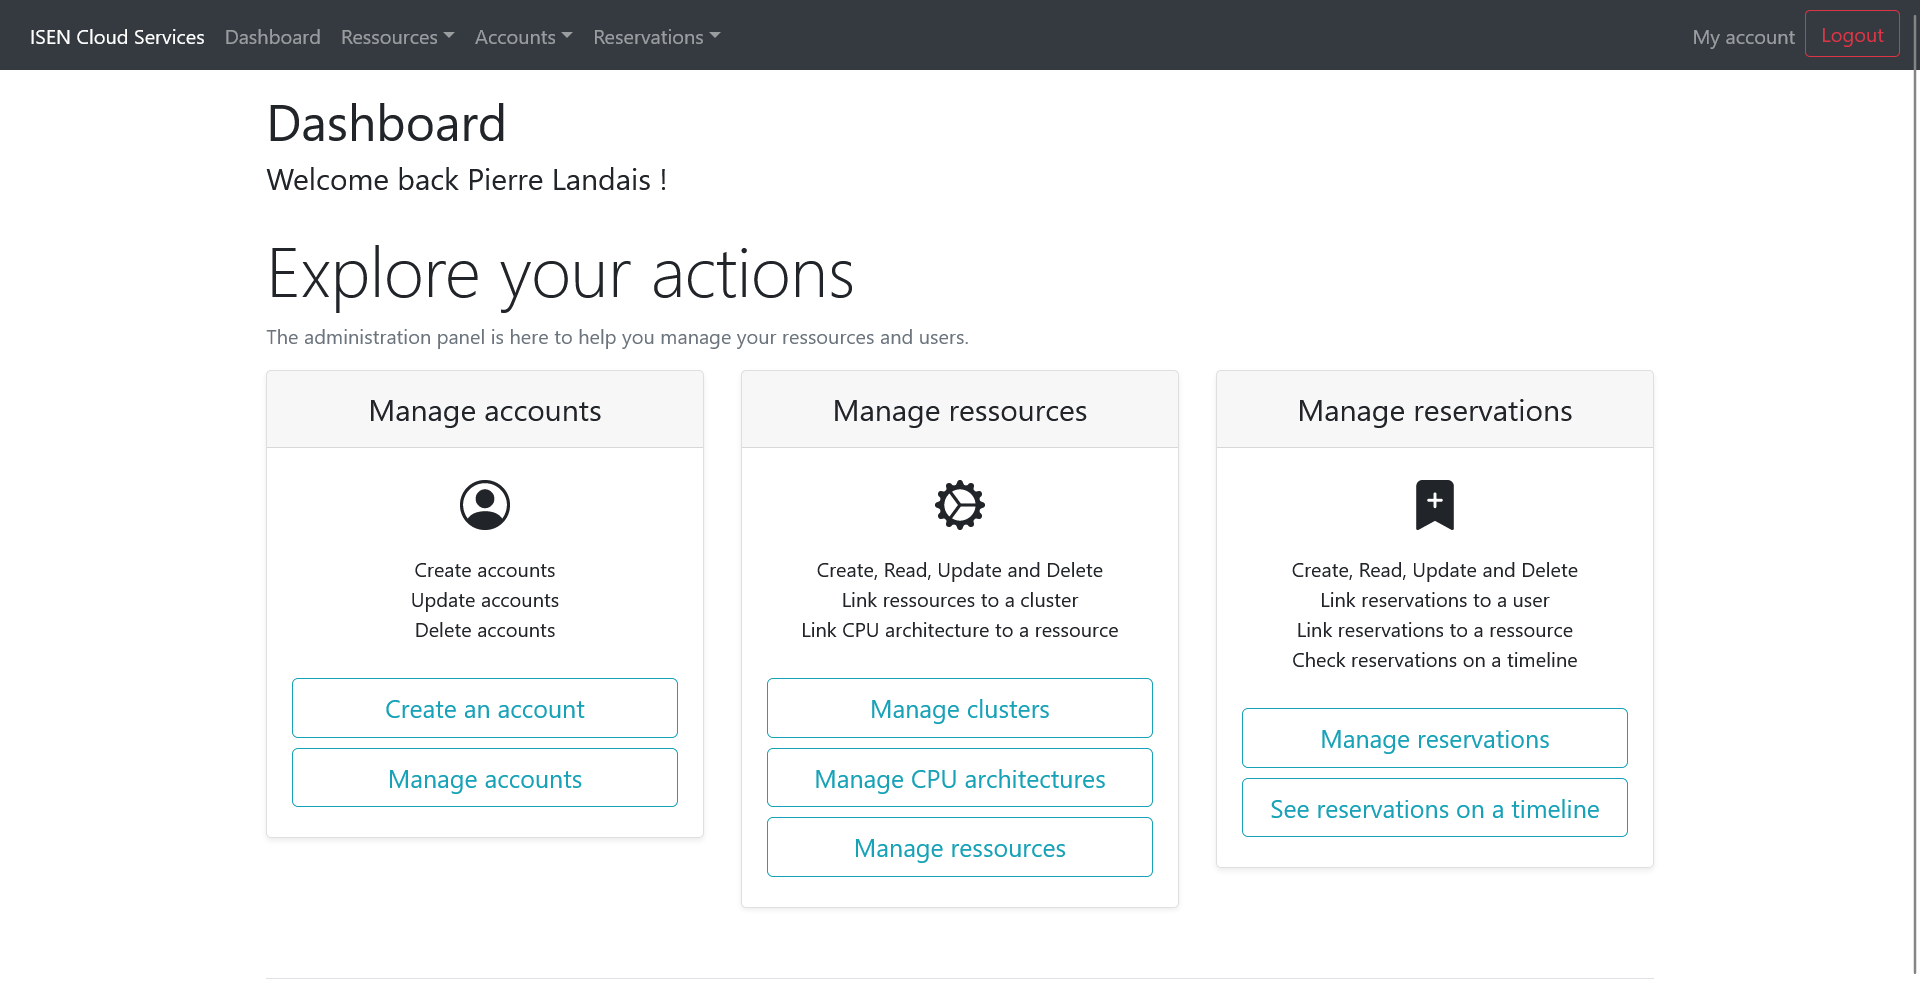 ISEN Cloud Services Dashboard Ressources Accounts Reservations My account Logout
Dashboard
Welcome back Pierre Landais !
Explore your actions
The administration panel is here to help you manage your ressources and users.
Manage accounts
Create accounts
Update accounts
Delete accounts
Create an account
Manage accounts
Manage ressources
Create, Read, Update and Delete
Link ressources to a cluster
Link CPU architecture to a ressource
Manage clusters
Manage CPU architectures
Manage ressources
Manage reservations
Create, Read, Update and Delete
Link reservations to a user
Link reservations to a ressource
Check reservations on a timeline
Manage reservations
See reservations on a timeline